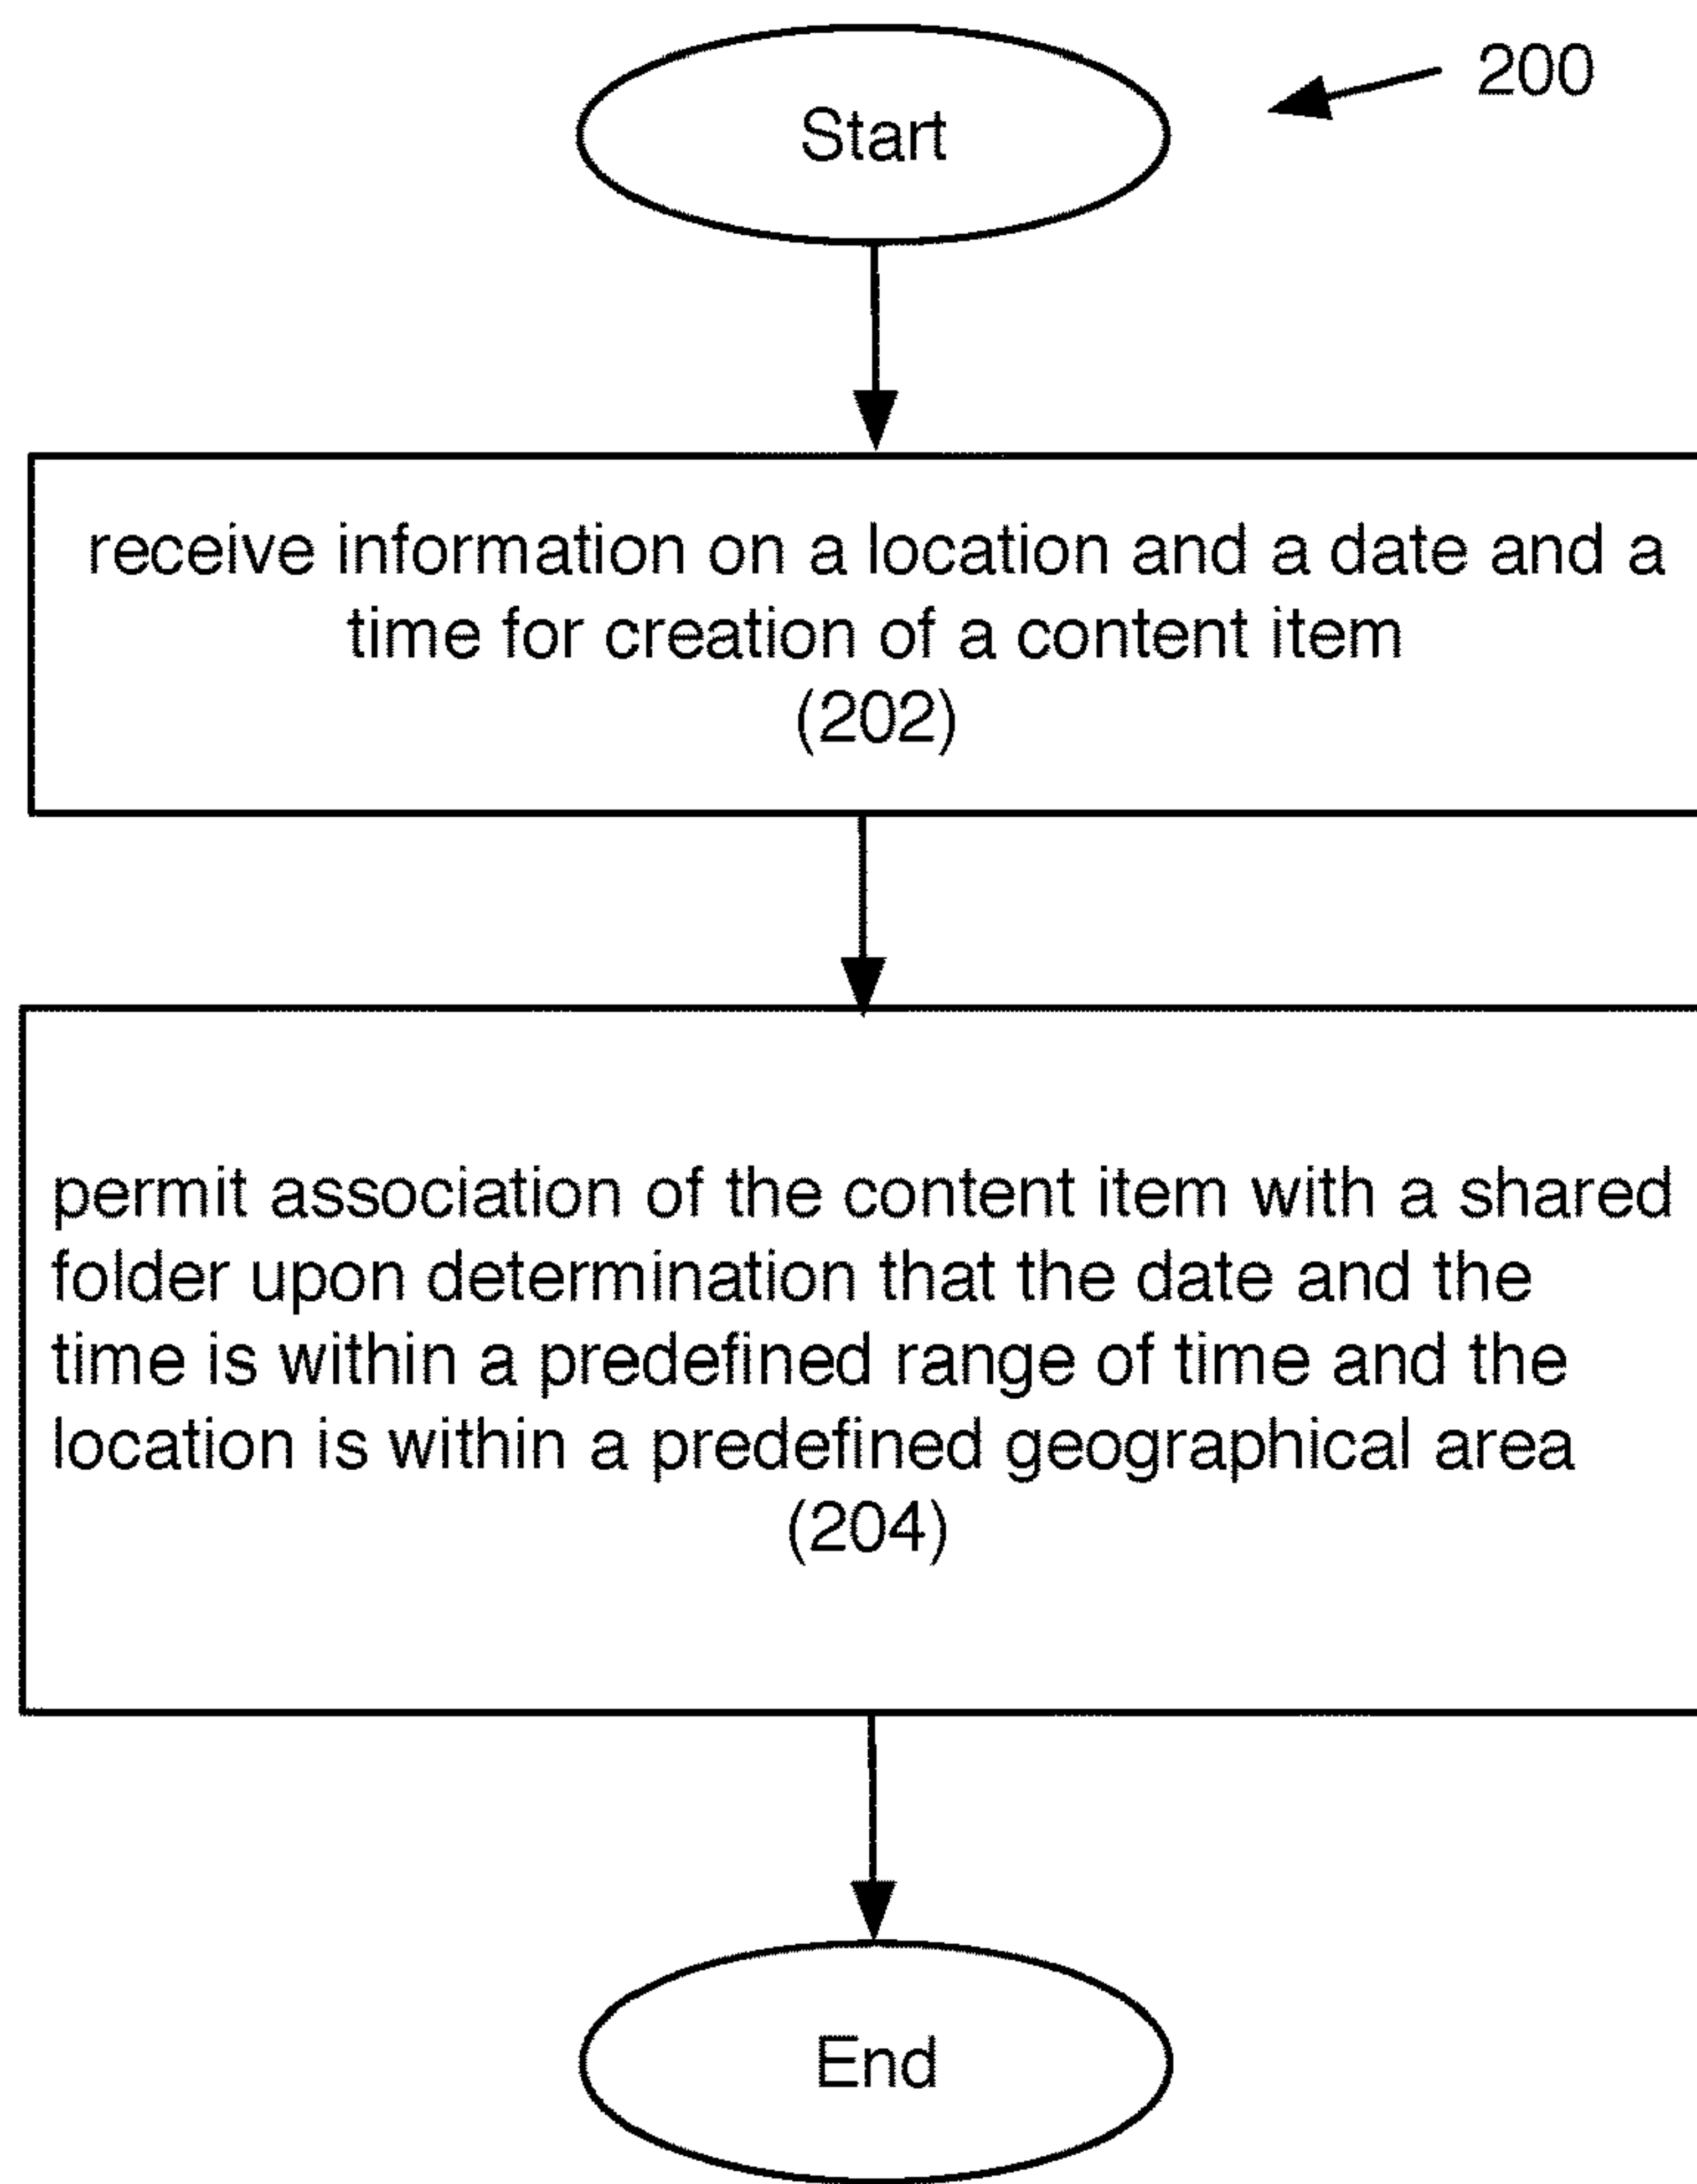 200
Start
receive information on a location and a date and a
time for creation of a content item
(202)
permit association of the content item with a shared
folder upon determination that the date and the
time is within a predefined range of time and the
location is within a predefined geographical area
(204)
End